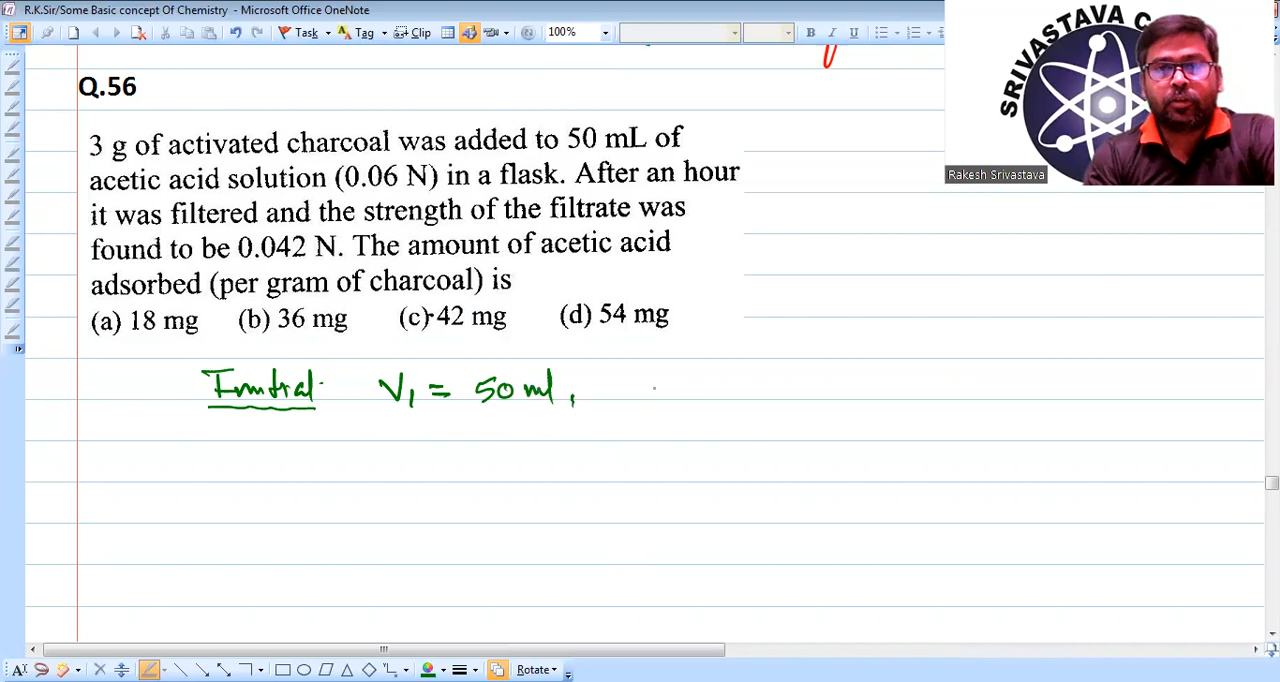 R.K.Sir/Some Basic concept Of Chemistry - Microsoft Office OneNote
Task
Tag
Clip
100%
B I U
Q.56
3 g of activated charcoal was added to 50 mL of
acetic acid solution (0.06 N) in a flask. After an hour
it was filtered and the strength of the filtrate was
found to be 0.042 N. The amount of acetic acid
adsorbed (per gram of charcoal) is
(a) 18 mg (b) 36 mg (c) 42 mg (d) 54 mg
V₁ = 50 ml,
SRIVASTAVA C
Rakesh Srivastava
Rotate